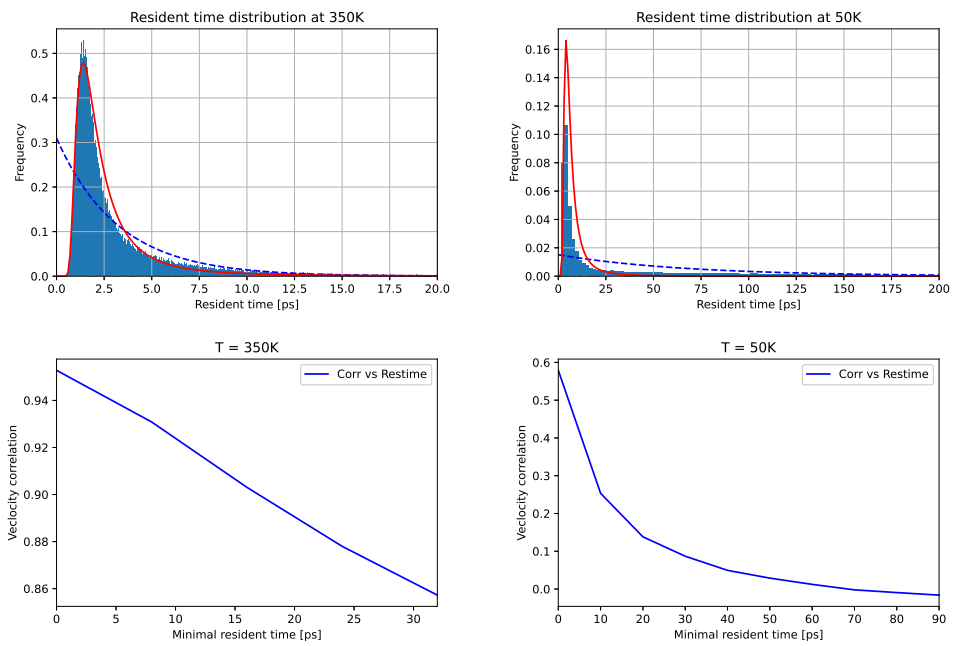 Resident time distribution at 350K
Frequency
0.5
0.4
0.3
0.2
0.1
0.0
0.0 2.5 5.0 7.5 10.0 12.5 15.0 17.5 20.0
Resident time [ps]
Resident time distribution at 50K
Frequency
0.16
0.14
0.12
0.10
0.08
0.06
0.04
0.02
0.00
0 25 50 75 100 125 150 175 200
Resident time [ps]
T = 350K
Corr vs Restime
Veclocity correlation
0.94
0.92
0.90
0.88
0.86
0 5 10 15 20 25 30
Minimal resident time [ps]
T = 50K
Corr vs Restime
Veclocity correlation
0.6
0.5
0.4
0.3
0.2
0.1
0.0
0 10 20 30 40 50 60 70 80 90
Minimal resident time [ps]